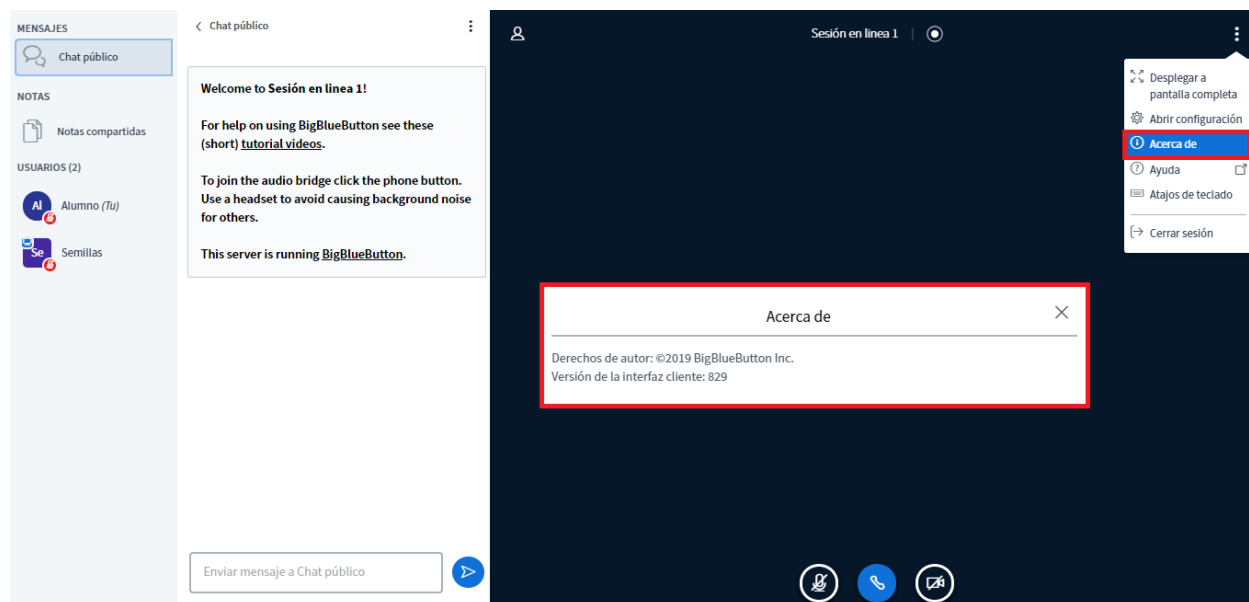 MENSAJES
Chat público
NOTAS
Notas compartidas
USUARIOS (2)
Al
Alumno (Tu)
Se
Semillas
Chat público
Welcome to Sesión en linea 1!
For help on using BigBlueButton see these
(short) tutorial videos.
To join the audio bridge click the phone button.
Use a headset to avoid causing background noise
for others.
This server is running BigBlueButton.
Enviar mensaje a Chat público
Sesión en linea 1
Desplegar a
pantalla completa
Abrir configuración
Acerca de
Ayuda
Atajos de teclado
Cerrar sesión
Acerca de
Derechos de autor: ©2019 BigBlueButton Inc.
Versión de la interfaz cliente: 829